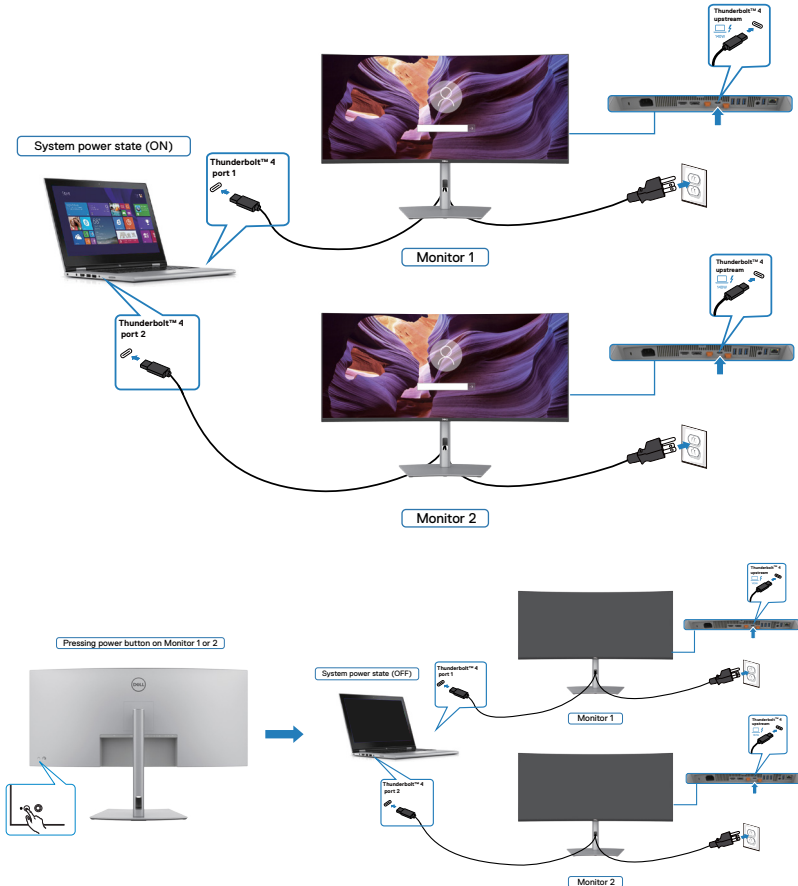 Thunderbolt™ 4
upstream
140W
System power state (ON)
Thunderbolt™ 4
port 1
Monitor 1
Thunderbolt™ 4
upstream
140W
Thunderbolt™ 4
port 2
Monitor 2
Pressing power button on Monitor 1 or 2
DELL
System power state (OFF)
Thunderbolt™ 4
port 1
Thunderbolt™ 4
upstream
Monitor 1
Thunderbolt™ 4
upstream
Thunderbolt™ 4
port 2
Monitor 2